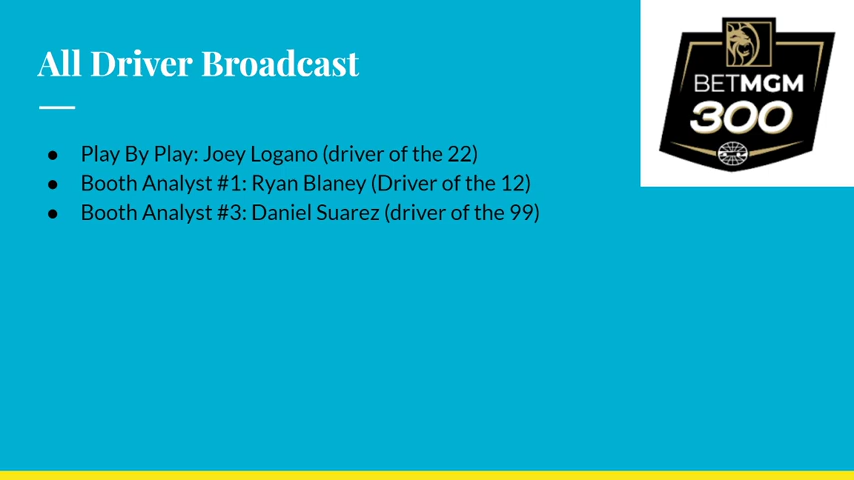 All Driver Broadcast
● Play By Play: Joey Logano (driver of the 22)
● Booth Analyst #1: Ryan Blaney (Driver of the 12)
● Booth Analyst #3: Daniel Suarez (driver of the 99)
BETMGM
300